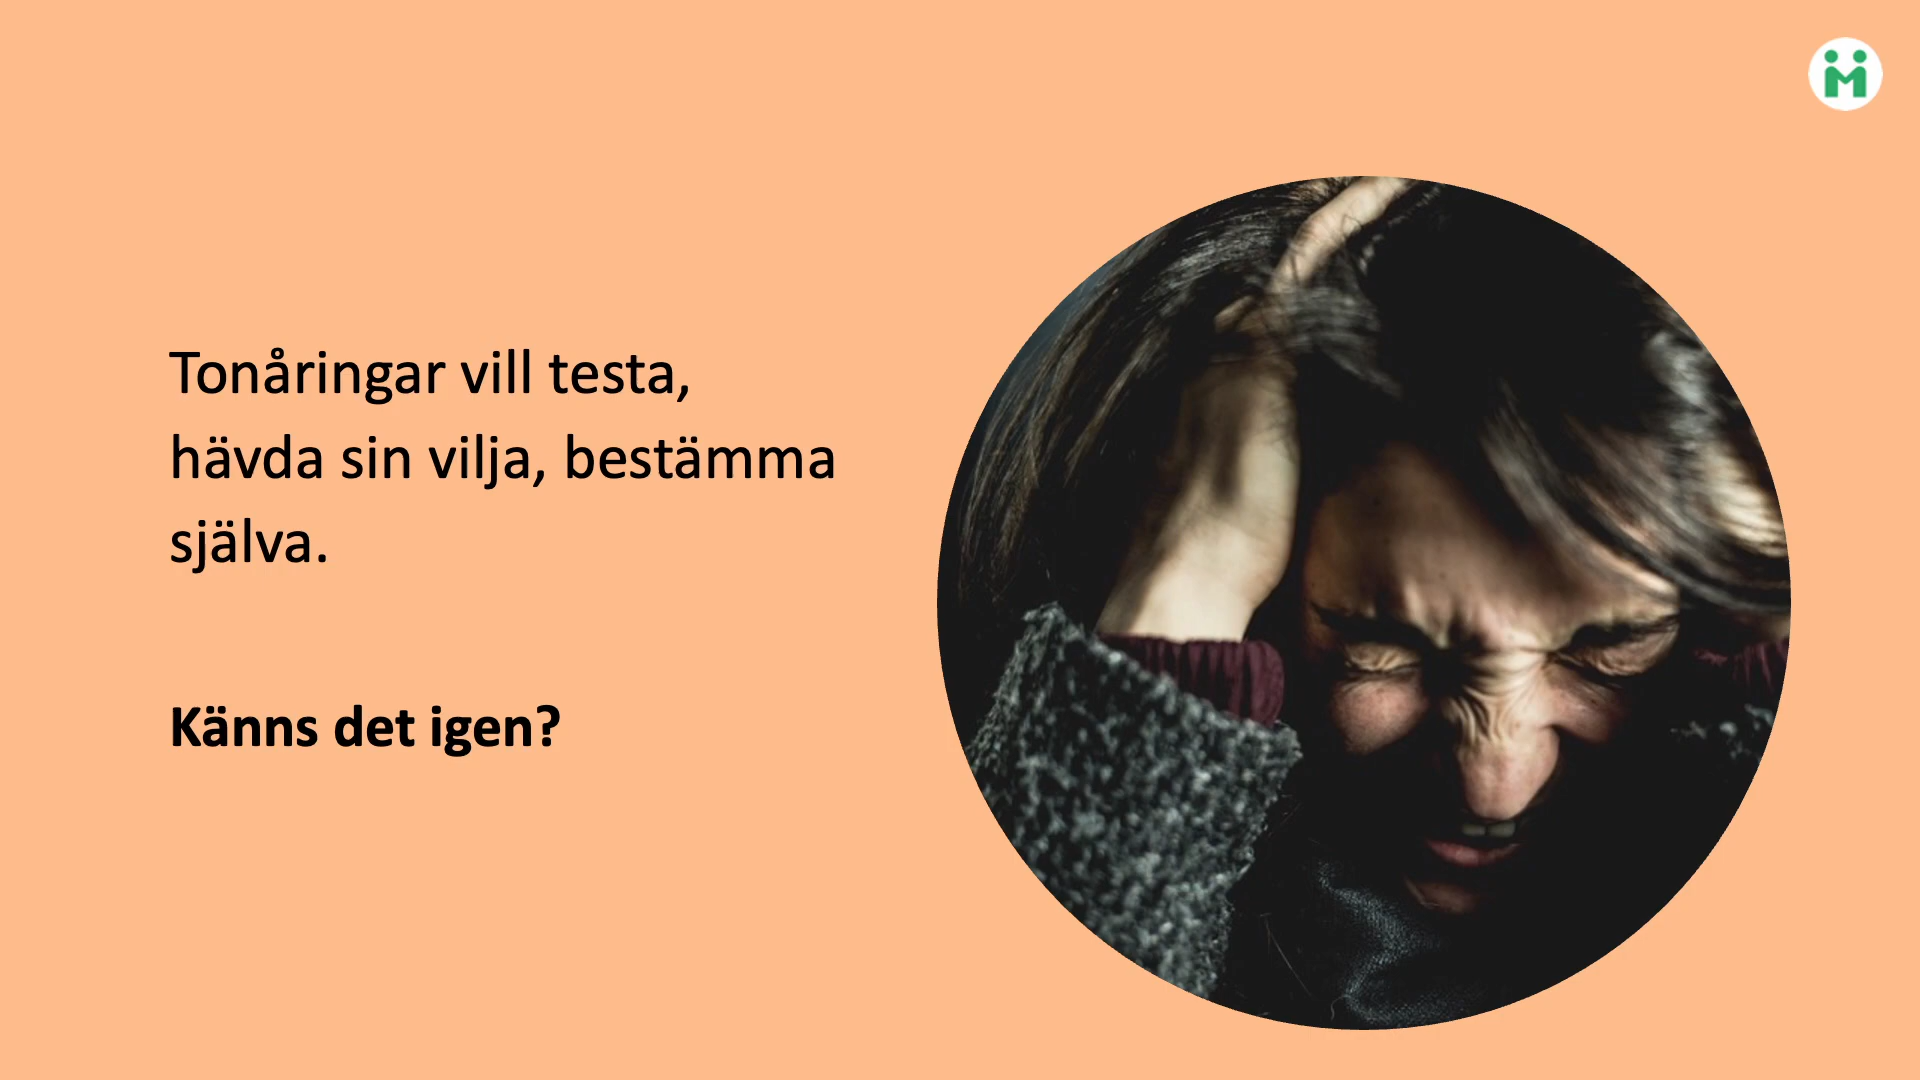 Tonåringar vill testa,
hävda sin vilja, bestämma
själva.
Känns det igen?